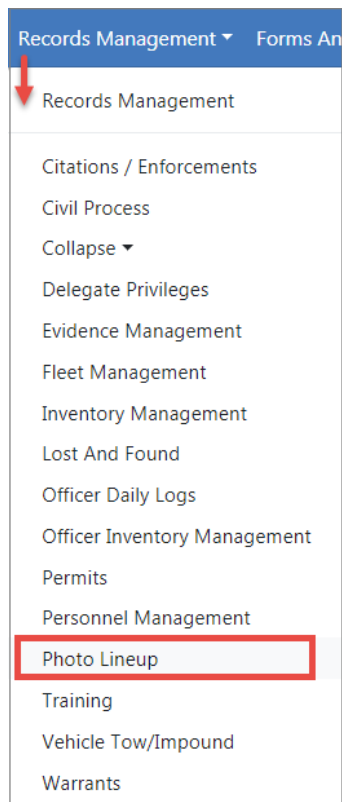 Records Management Forms An
Records Management
Citations / Enforcements
Civil Process
Collapse
Delegate Privileges
Evidence Management
Fleet Management
Inventory Management
Lost And Found
Officer Daily Logs
Officer Inventory Management
Permits
Personnel Management
Photo Lineup
Training
Vehicle Tow/Impound
Warrants